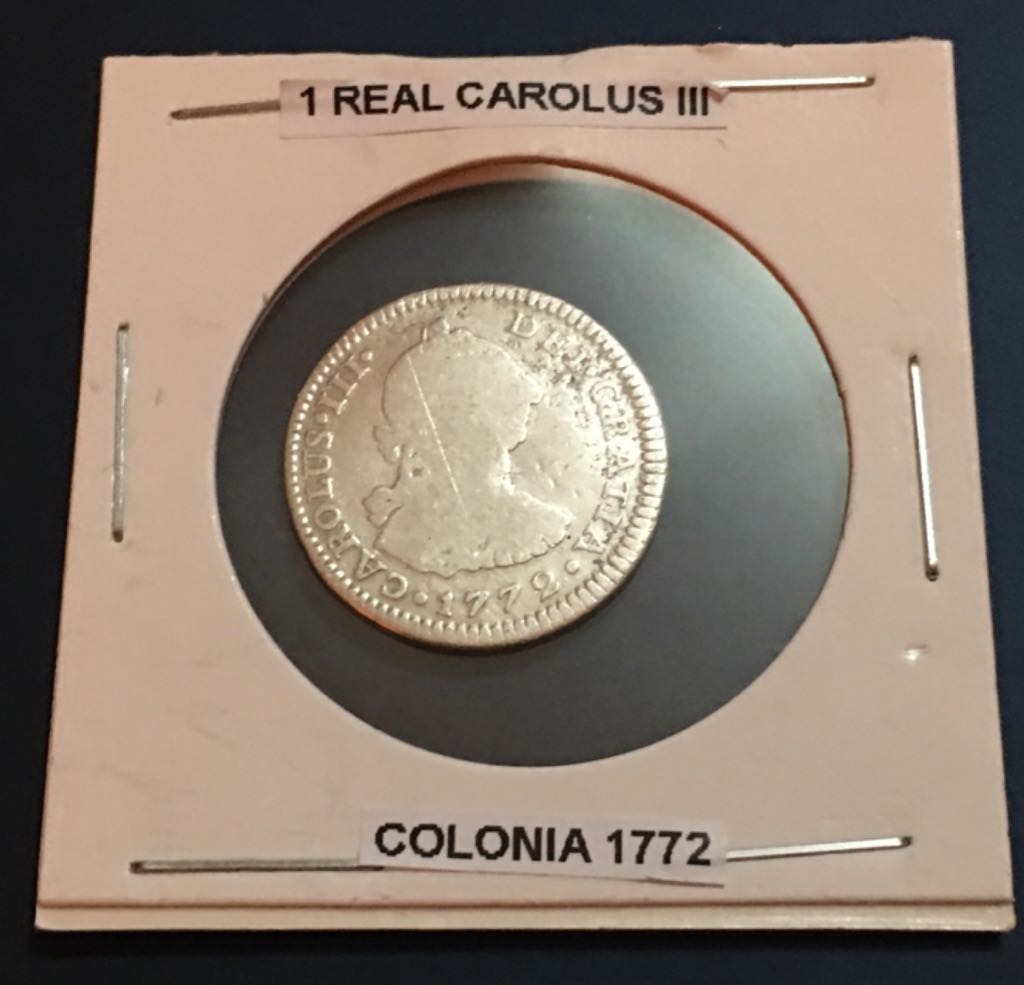 1 REAL CAROLUS III
CAROLUS·III· DEI·GRATIA·
·1772·
COLONIA 1772